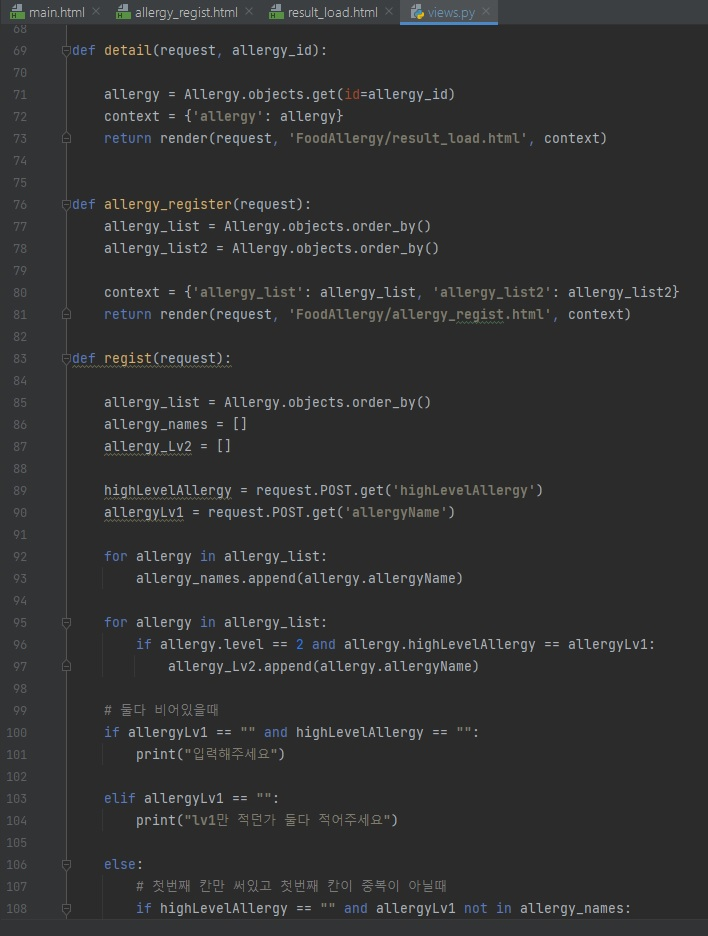 main.html allergy_regist.html result_load.html views.py
68
69 def detail(request, allergy_id):
70
71 allergy = Allergy.objects.get(id=allergy_id)
72 context = {'allergy': allergy}
73 return render(request, 'FoodAllergy/result_load.html', context)
74
75
76 def allergy_register(request):
77 allergy_list = Allergy.objects.order_by()
78 allergy_list2 = Allergy.objects.order_by()
79
80 context = {'allergy_list': allergy_list, 'allergy_list2': allergy_list2}
81 return render(request, 'FoodAllergy/allergy_regist.html', context)
82
83 def regist(request):
84
85 allergy_list = Allergy.objects.order_by()
86 allergy_names = []
87 allergy_Lv2 = []
88
89 highLevelAllergy = request.POST.get('highLevelAllergy')
90 allergyLv1 = request.POST.get('allergyName')
91
92 for allergy in allergy_list:
93 allergy_names.append(allergy.allergyName)
94
95 for allergy in allergy_list:
96 if allergy.level == 2 and allergy.highLevelAllergy == allergyLv1:
97 allergy_Lv2.append(allergy.allergyName)
98
99 # 둘다 비어있을때
100 if allergyLv1 == "" and highLevelAllergy == "":
101 print("입력해주세요")
102
103 elif allergyLv1 == "":
104 print("lv1만 적던가 둘다 적어주세요")
105
106 else:
107 # 첫번째 칸만 써있고 첫번째 칸이 중복이 아닐때
108 if highLevelAllergy == "" and allergyLv1 not in allergy_names: